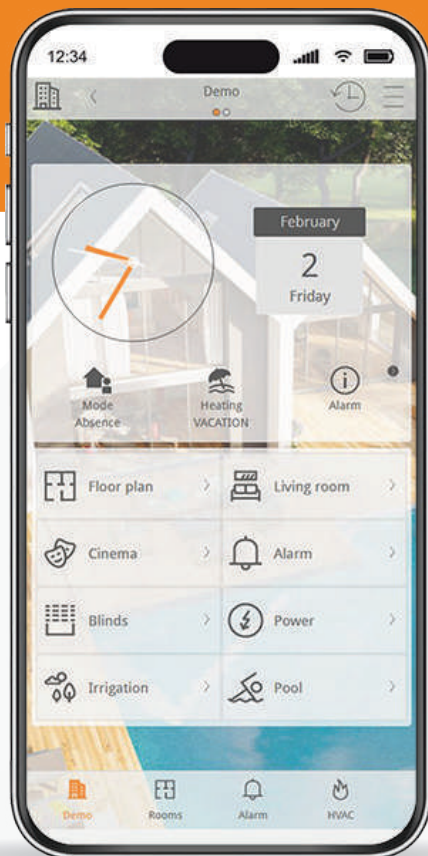 12:34
Demo
February
2
Friday
Mode
Absence
Heating
VACATION
Alarm
Floor plan
Living room
Cinema
Alarm
Blinds
Power
Irrigation
Pool
Demo
Rooms
Alarm
HVAC